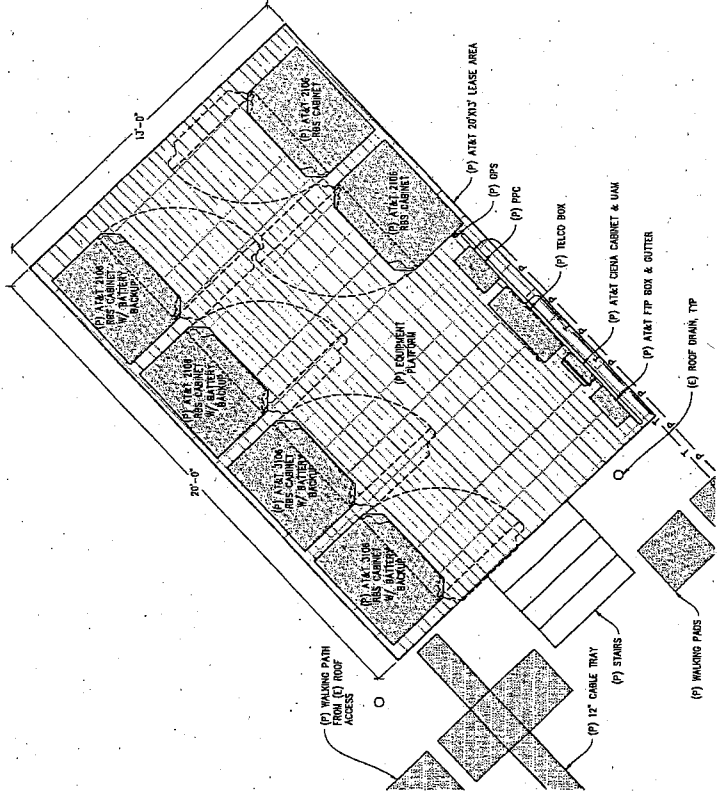 13'-0"
20'-0"
(P) AT&T 2106
RBS CABINET
(P) AT&T 2106
RBS CABINET
(P) AT&T 2106
RBS CABINET
W/ BATTERY
BACKUP
(P) AT&T 2106
RBS CABINET
W/ BATTERY
BACKUP
(P) AT&T 3106
RBS CABINET
W/ BATTERY
BACKUP
(P) AT&T 3106
RBS CABINET
W/ BATTERY
BACKUP
(P) EQUIPMENT
PLATFORM
(P) AT&T 20'X13' LEASE AREA
(P) GPS
(P) PPC
(P) TELCO BOX
(P) AT&T CIENA CABINET & UAM
(P) AT&T FTP BOX & GUTTER
(E) ROOF DRAIN, TYP
(P) WALKING PATH
FROM (E) ROOF
ACCESS
(P) 12" CABLE TRAY
(P) STAIRS
(P) WALKING PADS